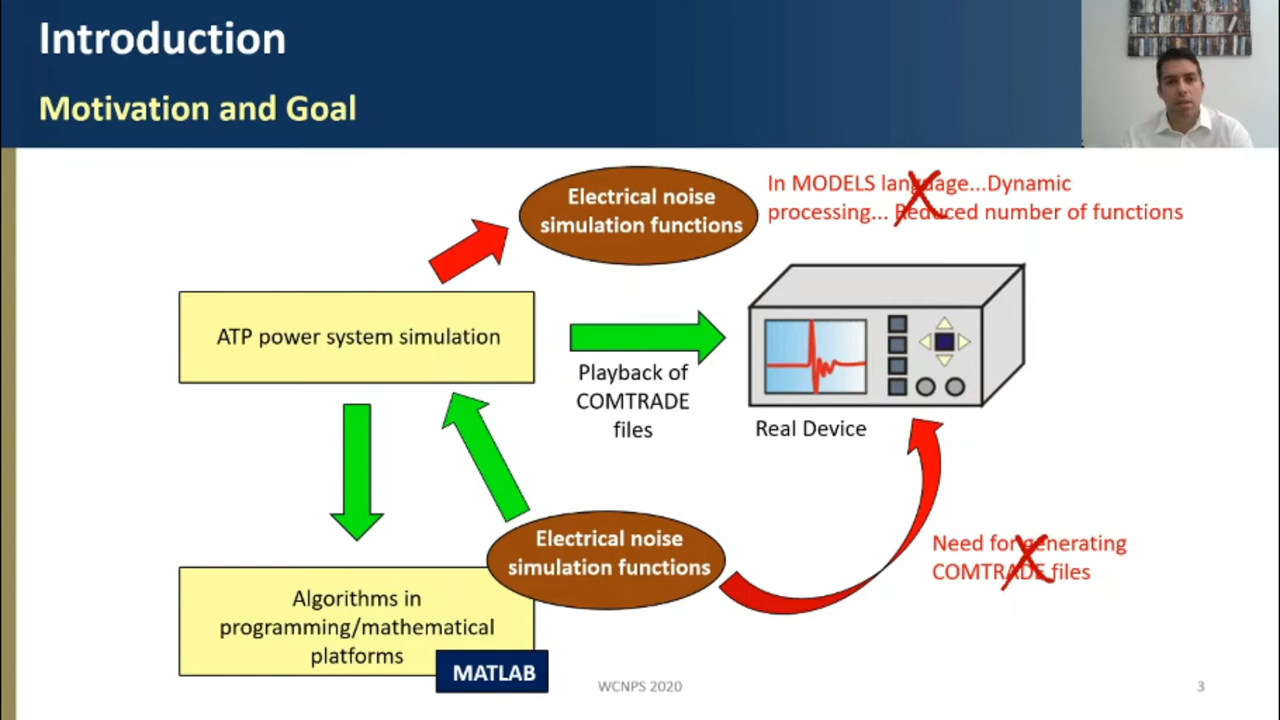 Introduction
Motivation and Goal
Electrical noise
simulation functions
In MODELS language...Dynamic
processing... Reduced number of functions
ATP power system simulation
Playback of
COMTRADE
files
Real Device
Electrical noise
simulation functions
Need for generating
COMTRADE files
Algorithms in
programming/mathematical
platforms
MATLAB
WCNPS 2020
3